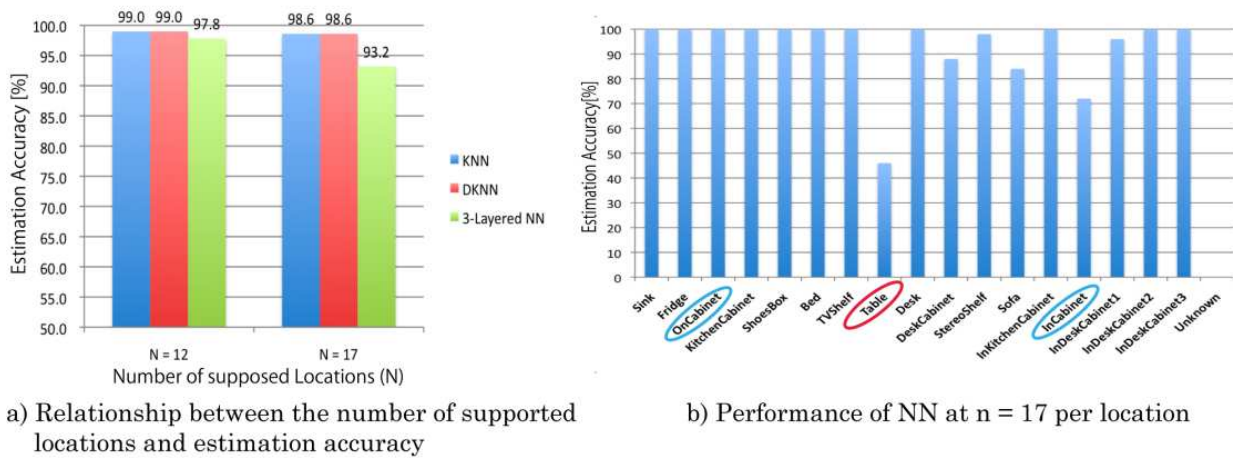 99.0 99.0 97.8 98.6 98.6 93.2
100.0
95.0
90.0
85.0
80.0
75.0
70.0
65.0
60.0
55.0
50.0
Estimation Accuracy [%]
N = 12 N = 17
Number of supposed Locations (N)
KNN
DKNN
3-Layered NN
a) Relationship between the number of supported
locations and estimation accuracy
100
90
80
70
60
50
40
30
20
10
0
Estimation Accuracy[%]
Sink
Fridge
OnCabinet
KitchenCabinet
ShoesBox
Bed
TVShelf
Table
Desk
DeskCabinet
StereoShelf
Sofa
InKitchenCabinet
InCabinet
InDeskCabinet1
InDeskCabinet2
InDeskCabinet3
Unknown
b) Performance of NN at n = 17 per location